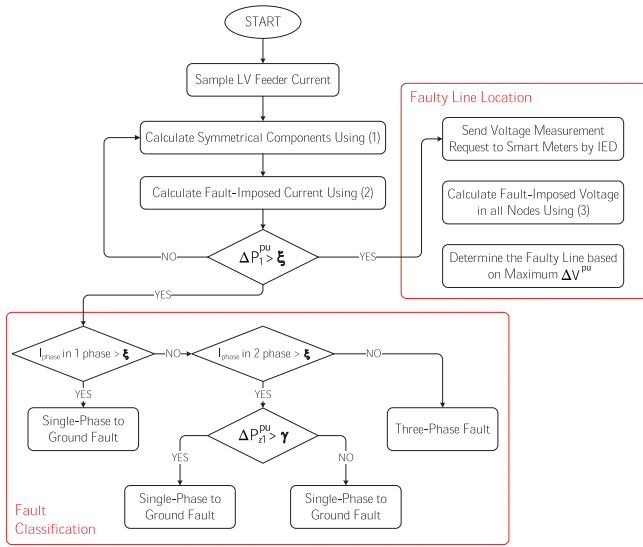 START
Sample LV Feeder Current
Calculate Symmetrical Components Using (1)
Calculate Fault-Imposed Current Using (2)
ΔP₁ᵖᵘ > ξ
NO
YES
YES
Faulty Line Location
Send Voltage Measurement
Request to Smart Meters by IED
Calculate Fault-Imposed Voltage
in all Nodes Using (3)
Determine the Faulty Line based
on Maximum ΔVᵖᵘ
I_phase in 1 phase > ξ
NO
I_phase in 2 phase > ξ
NO
YES
YES
Single-Phase to
Ground Fault
ΔP_z1^pu > γ
Three-Phase Fault
YES
NO
Single-Phase to
Ground Fault
Single-Phase to
Ground Fault
Fault
Classification